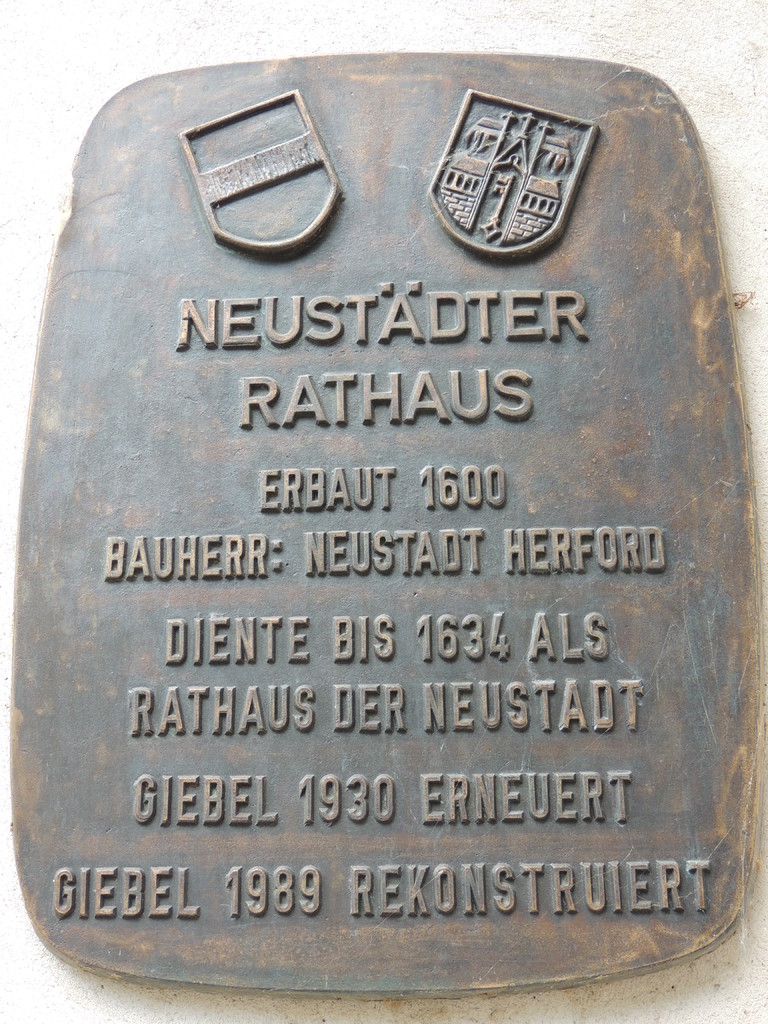 NEUSTÄDTER
RATHAUS
ERBAUT 1600
BAUHERR: NEUSTADT HERFORD
DIENTE BIS 1634 ALS
RATHAUS DER NEUSTADT
GIEBEL 1930 ERNEUERT
GIEBEL 1989 REKONSTRUIERT